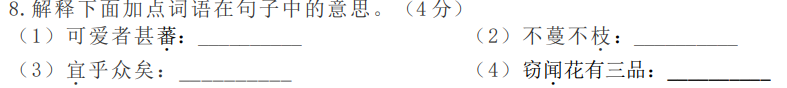 8.解释下面加点词语在句子中的意思。（4分）
（1）可爱者甚蕃：__________ （2）不蔓不枝：__________
（3）宜乎众矣：___________ （4）窃闻花有三品：__________